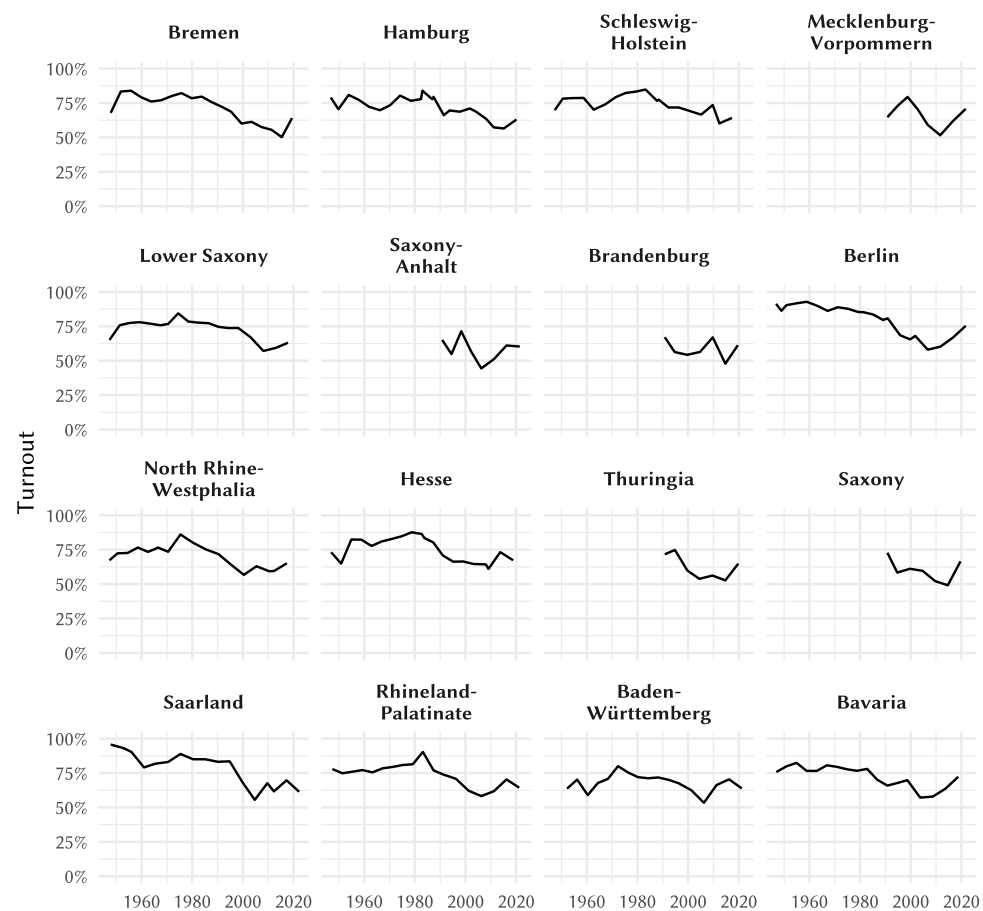 Bremen
Hamburg
Schleswig-
Holstein
Mecklenburg-
Vorpommern
100%
75%
50%
25%
0%
Lower Saxony
Saxony-
Anhalt
Brandenburg
Berlin
100%
75%
50%
25%
0%
Turnout
North Rhine-
Westphalia
Hesse
Thuringia
Saxony
100%
75%
50%
25%
0%
Saarland
Rhineland-
Palatinate
Baden-
Württemberg
Bavaria
100%
75%
50%
25%
0%
1960 1980 2000 2020 1960 1980 2000 2020 1960 1980 2000 2020 1960 1980 2000 2020